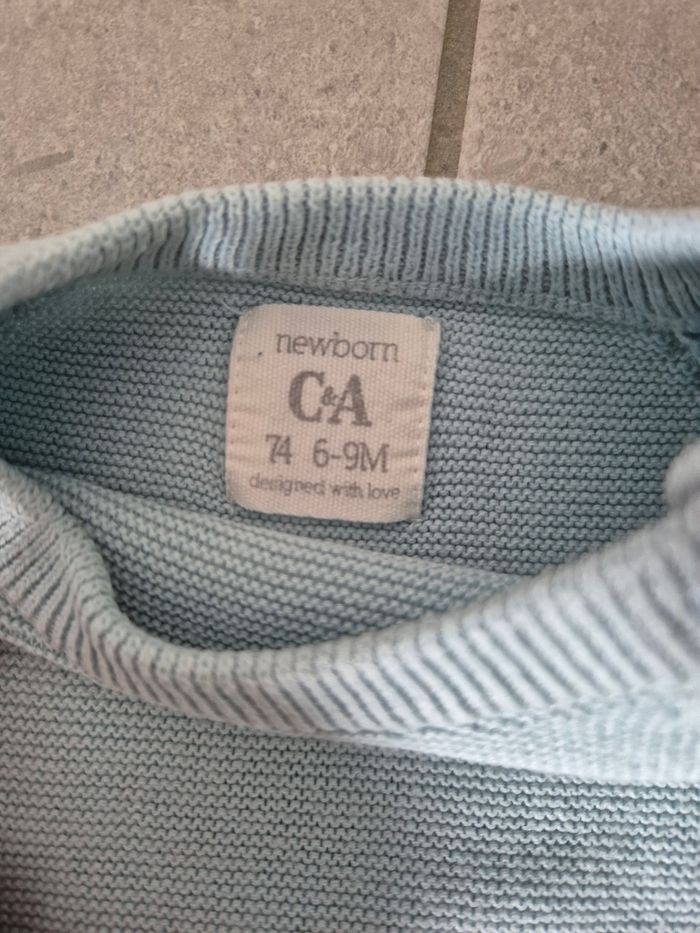 newborn
C&A
74 6-9M
designed with love